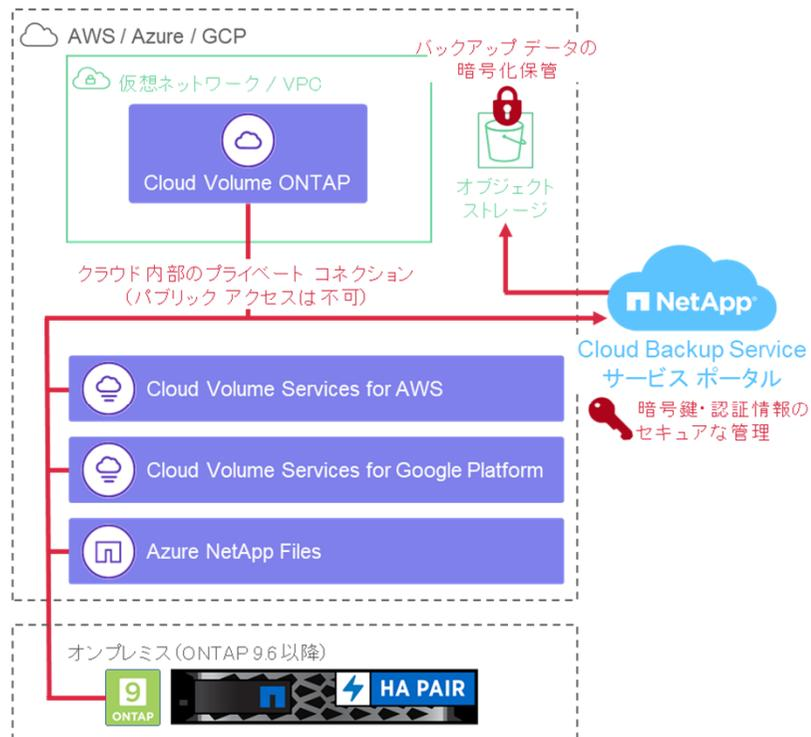 AWS / Azure / GCP
バックアップ データの
暗号化保管
仮想ネットワーク / VPC
Cloud Volume ONTAP
オブジェクト
ストレージ
クラウド内部のプライベート コネクション
(パブリック アクセスは不可)
NetApp
Cloud Backup Service
サービス ポータル
暗号鍵・認証情報の
セキュアな管理
Cloud Volume Services for AWS
Cloud Volume Services for Google Platform
Azure NetApp Files
オンプレミス(ONTAP 9.6以降)
9
ONTAP
HA PAIR